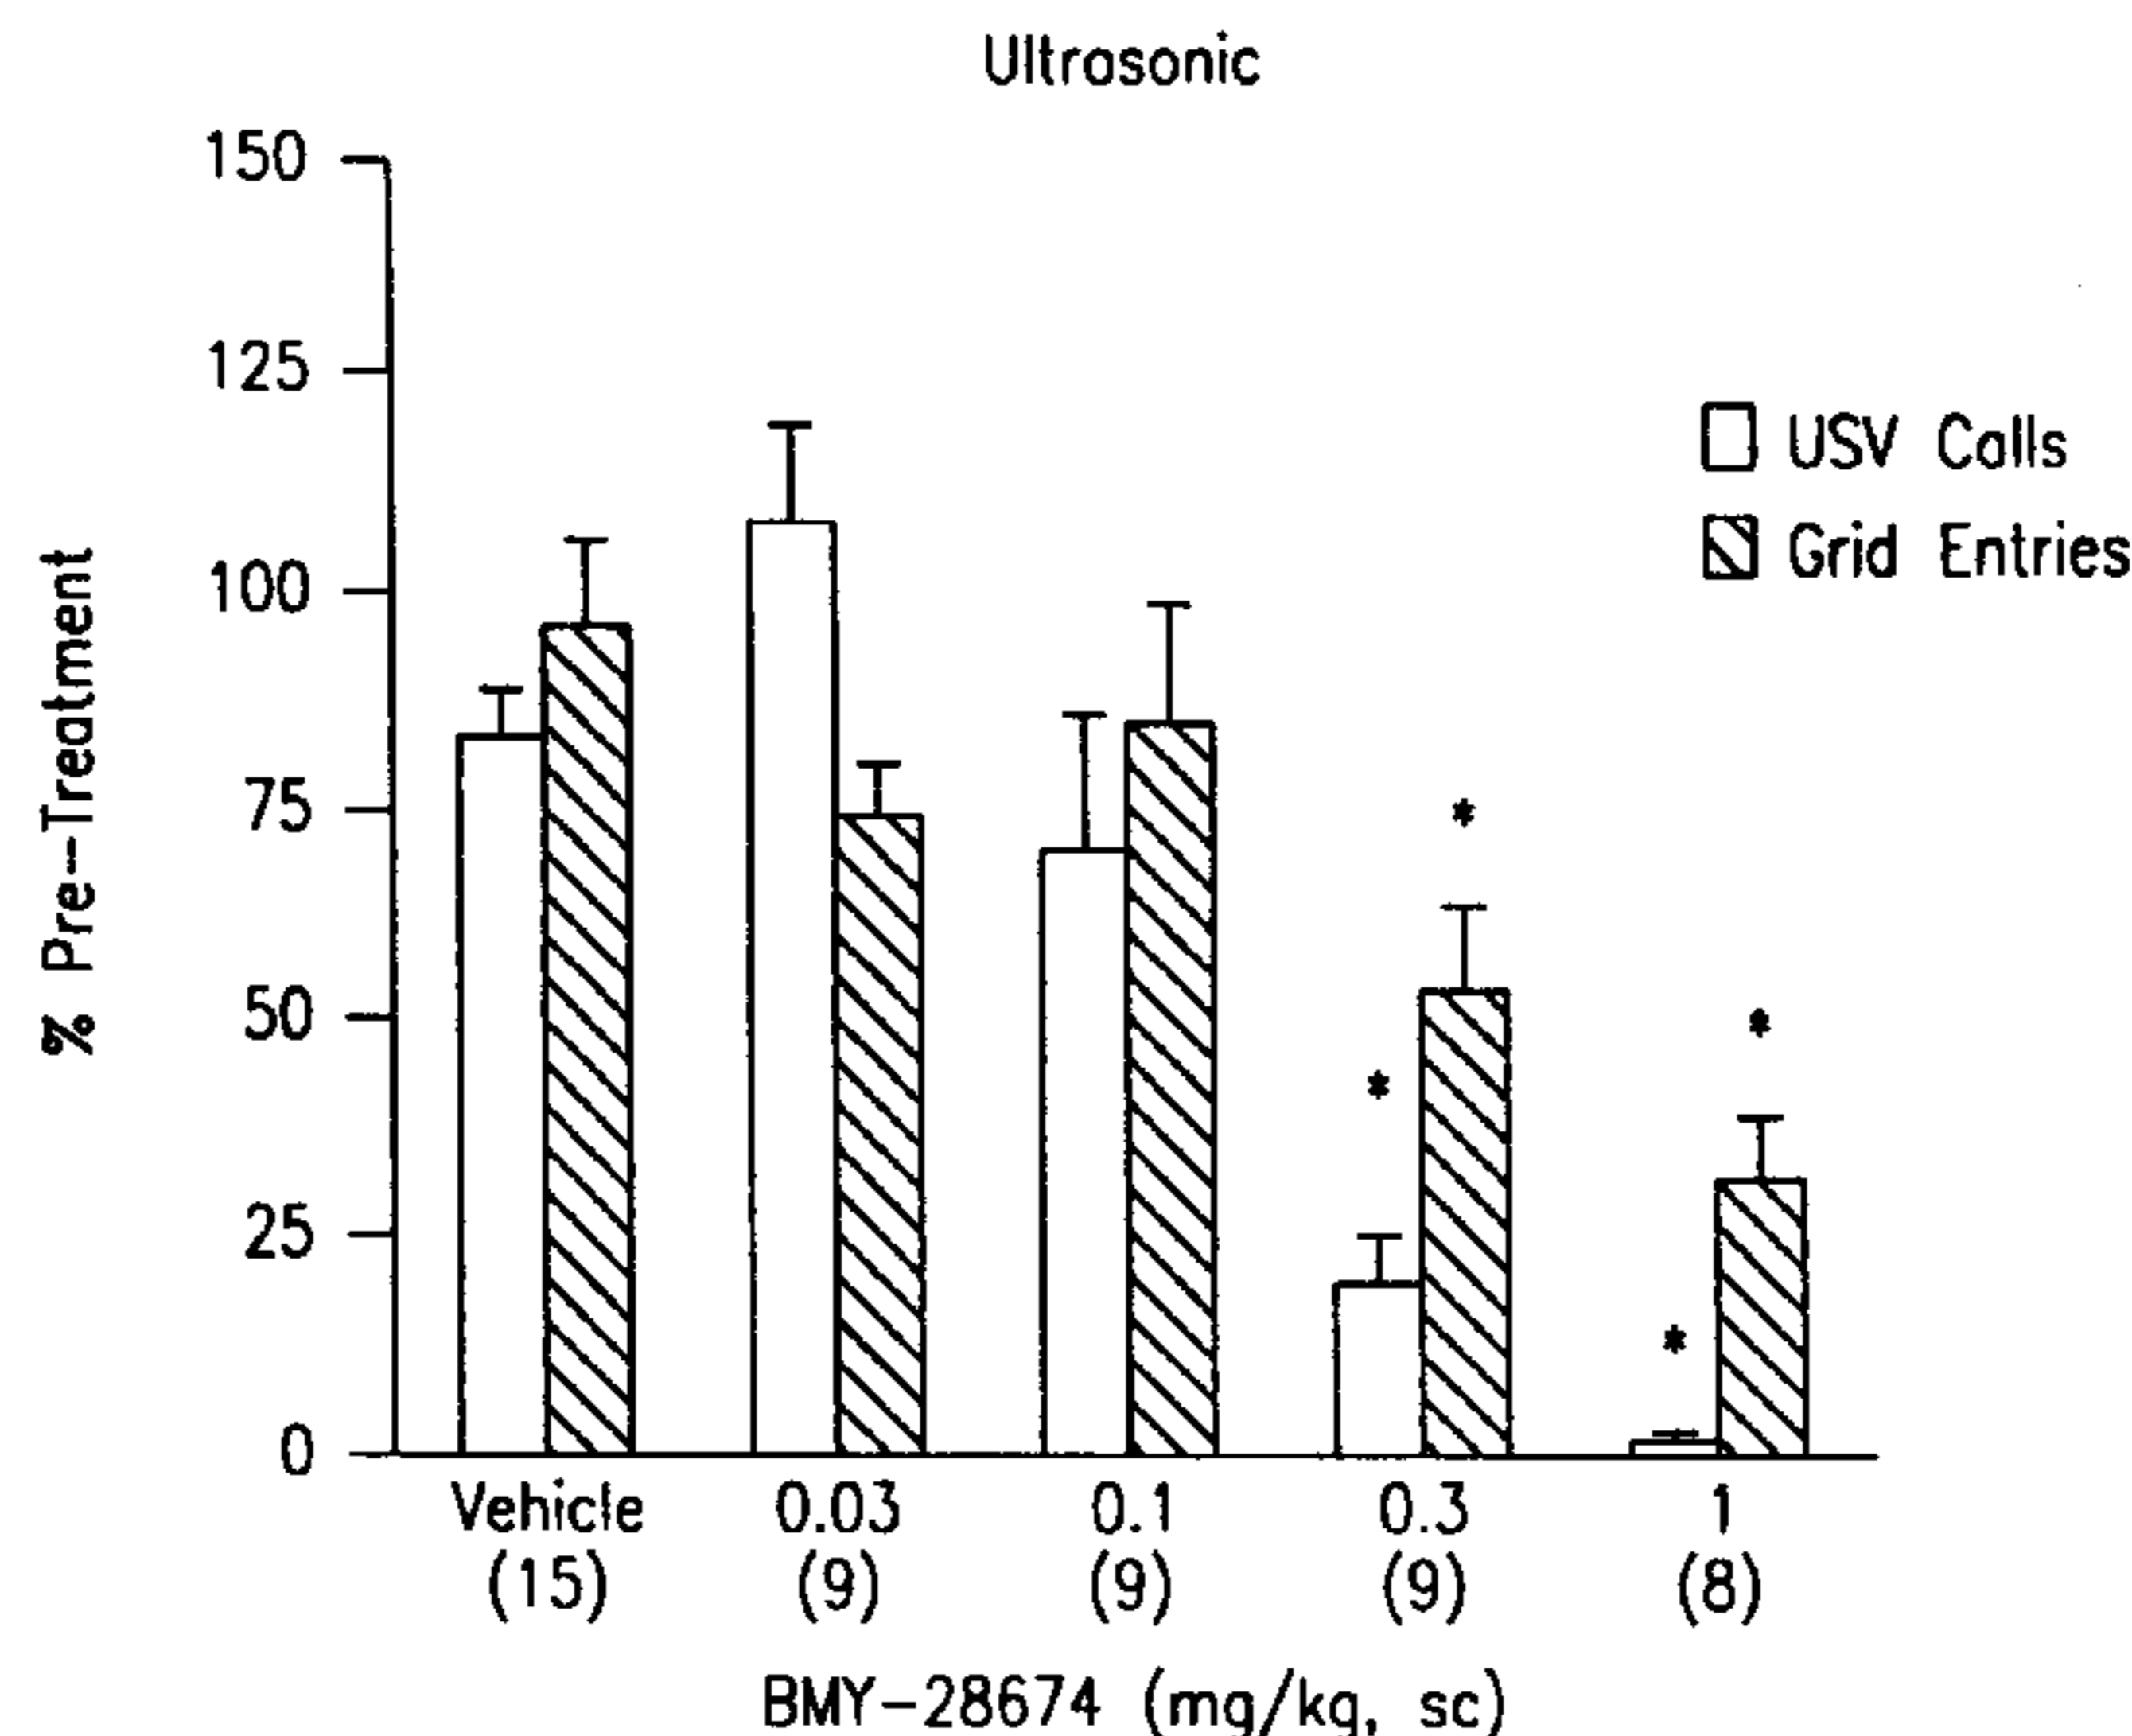 Ultrasonic
150
125
100
75
50
25
0
% Pre-Treatment
USV Calls
Grid Entries
* * * *
Vehicle 0.03 0.1 0.3 1
(15) (9) (9) (9) (8)
BMY-28674 (mg/kg, sc)